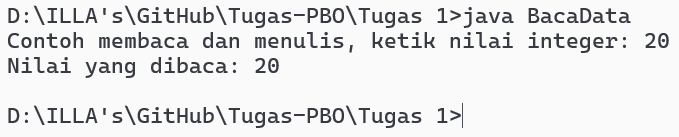 D:\ILLA's\GitHub\Tugas-PBO\Tugas 1>java BacaData
Contoh membaca dan menulis, ketik nilai integer: 20
Nilai yang dibaca: 20
D:\ILLA's\GitHub\Tugas-PBO\Tugas 1>